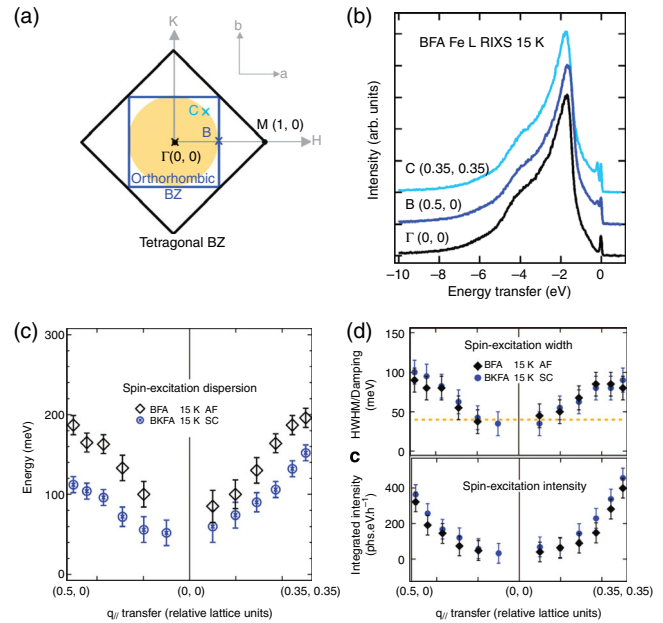 (a)
K
b
a
C
B
M (1, 0)
H
Γ(0, 0)
Orthorhombic
BZ
Tetragonal BZ
(b)
BFA Fe L RIXS 15 K
Intensity (arb. units)
C (0.35, 0.35)
B (0.5, 0)
Γ (0, 0)
-10 -8 -6 -4 -2 0
Energy transfer (eV)
(c)
Spin-excitation dispersion
BFA 15 K AF
BKFA 15 K SC
Energy (meV)
300
200
100
0
(0.5, 0) (0, 0) (0.35, 0.35)
q// transfer (relative lattice units)
(d)
Spin-excitation width
BFA 15 K AF
BKFA 15 K SC
HWHM/Damping
(meV)
150
100
50
0
c
Spin-excitation intensity
Integrated intensity
(phs.eV.h⁻¹)
400
200
0
(0.5, 0) (0, 0) (0.35, 0.35)
q// transfer (relative lattice units)